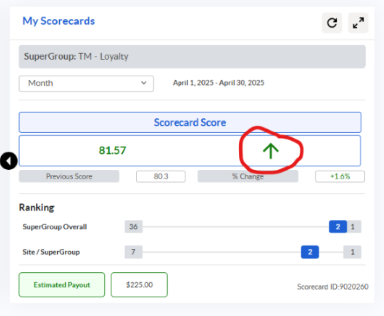 My Scorecards
SuperGroup: TM - Loyalty
Month April 1, 2025 - April 30, 2025
Scorecard Score
81.57
Previous Score 80.3 % Change +1.6%
Ranking
SuperGroup Overall 36 2 1
Site / SuperGroup 7 2 1
Estimated Payout $225.00 Scorecard ID:9020260